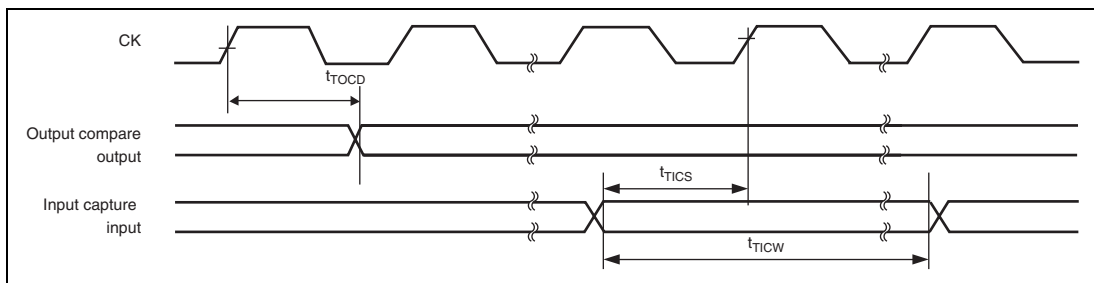 CK
tTOCD
Output compare
output
tTICS
Input capture
input
tTICW